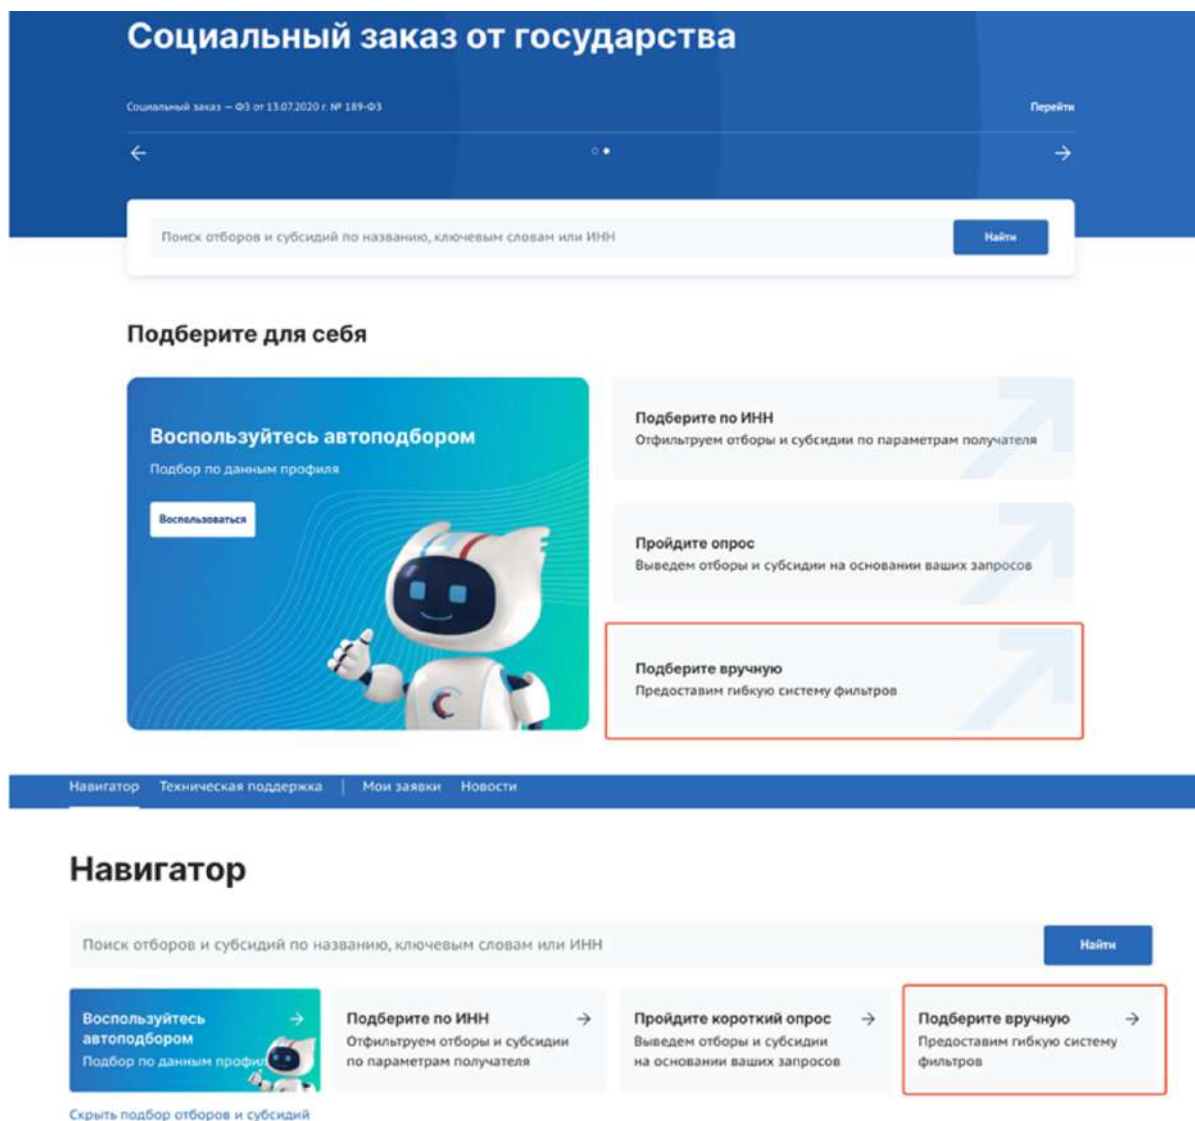 Социальный заказ от государства
Социальный заказ — ФЗ от 13.07.2020 г. № 189-ФЗ
Перейти
Поиск отборов и субсидий по названию, ключевым словам или ИНН
Найти
Подберите для себя
Воспользуйтесь автоподбором
Подбор по данным профиля
Воспользоваться
Подберите по ИНН
Отфильтруем отборы и субсидии по параметрам получателя
Пройдите опрос
Выведем отборы и субсидии на основании ваших запросов
Подберите вручную
Предоставим гибкую систему фильтров
Навигатор Техническая поддержка Мои заявки Новости
Навигатор
Поиск отборов и субсидий по названию, ключевым словам или ИНН
Найти
Воспользуйтесь
автоподбором
Подбор по данным профиля
Подберите по ИНН
Отфильтруем отборы и субсидии
по параметрам получателя
Пройдите короткий опрос
Выведем отборы и субсидии
на основании ваших запросов
Подберите вручную
Предоставим гибкую систему
фильтров
Скрыть подбор отборов и субсидий